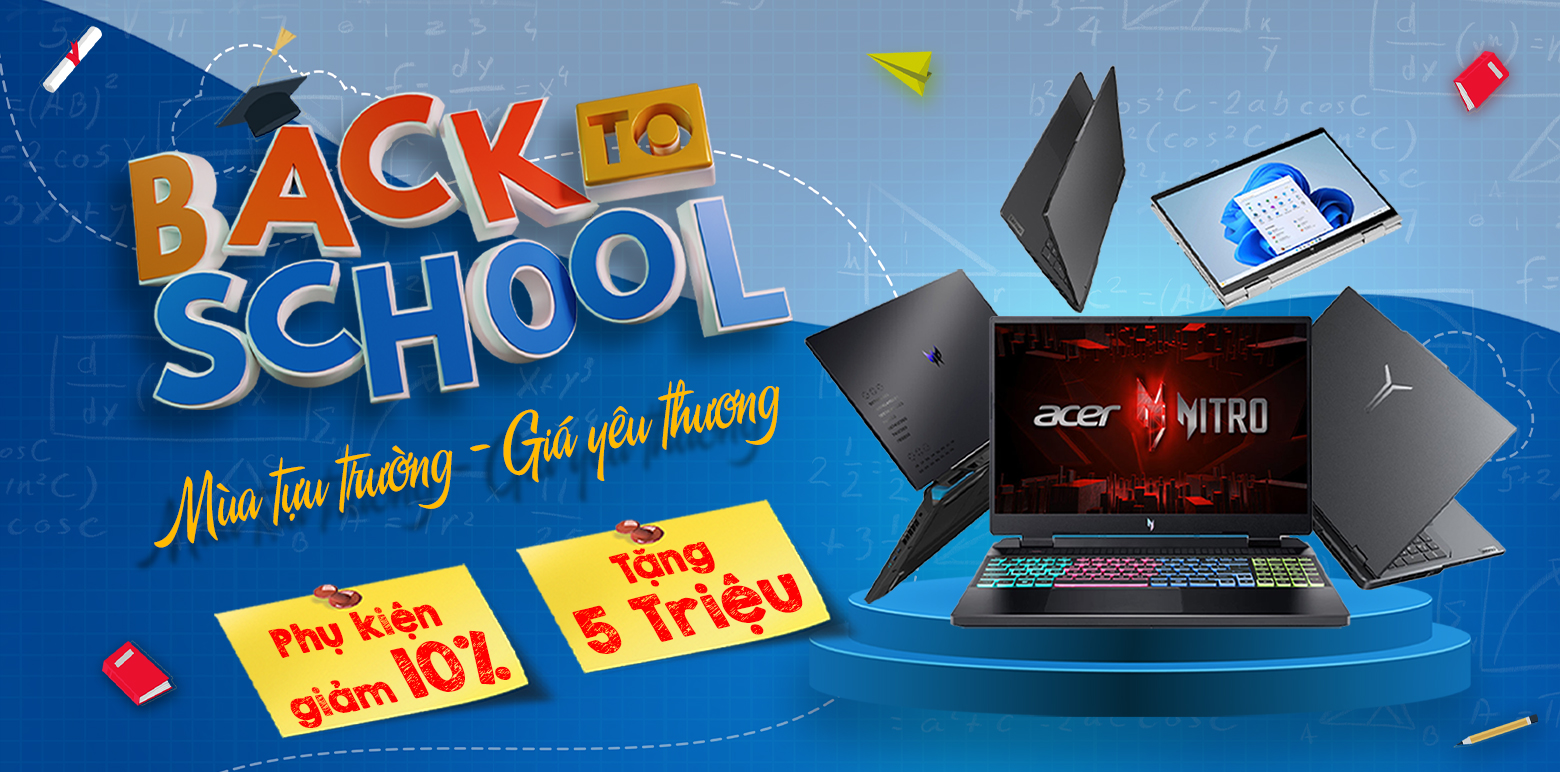 BACK TO
SCHOOL
Mùa tựu trường - Giá yêu thương
Phụ kiện
giảm 10%
Tặng
5 Triệu
acer NITRO